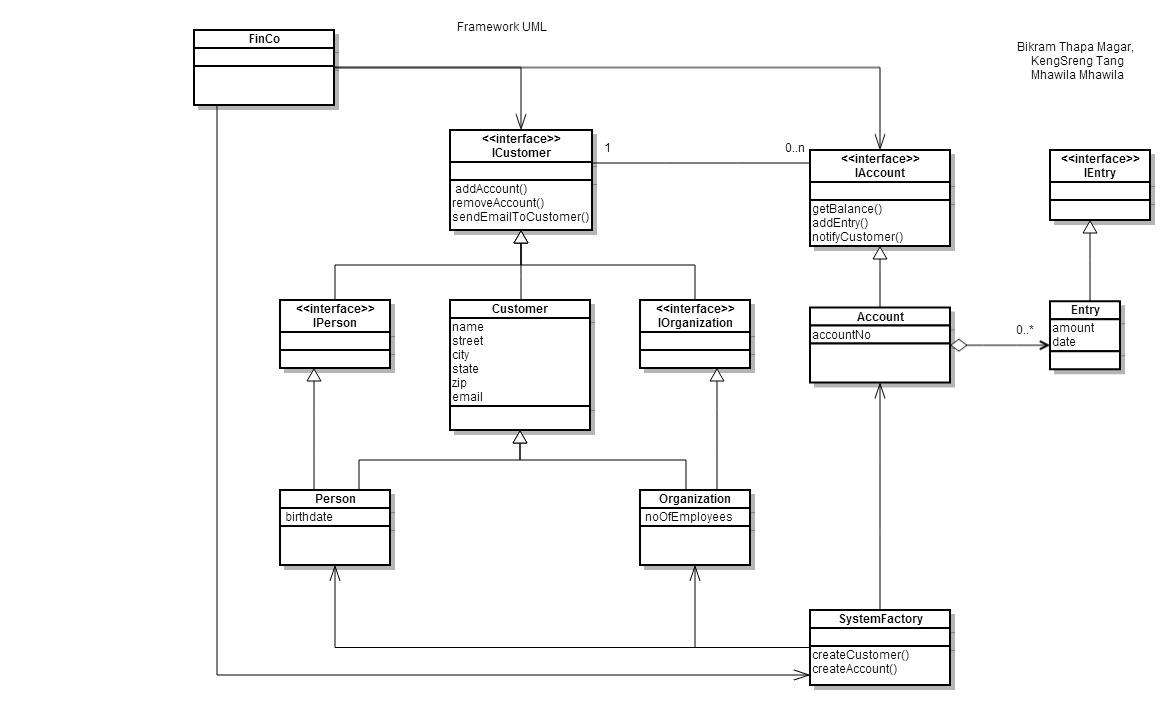 Framework UML
FinCo
Bikram Thapa Magar,
KengSreng Tang
Mhawila Mhawila
<<interface>>
ICustomer
addAccount()
removeAccount()
sendEmailToCustomer()
1
0..n
<<interface>>
IAccount
getBalance()
addEntry()
notifyCustomer()
<<interface>>
IEntry
<<interface>>
IPerson
Customer
name
street
city
state
zip
email
<<interface>>
IOrganization
Account
accountNo
0..*
Entry
amount
date
Person
birthdate
Organization
noOfEmployees
SystemFactory
createCustomer()
createAccount()